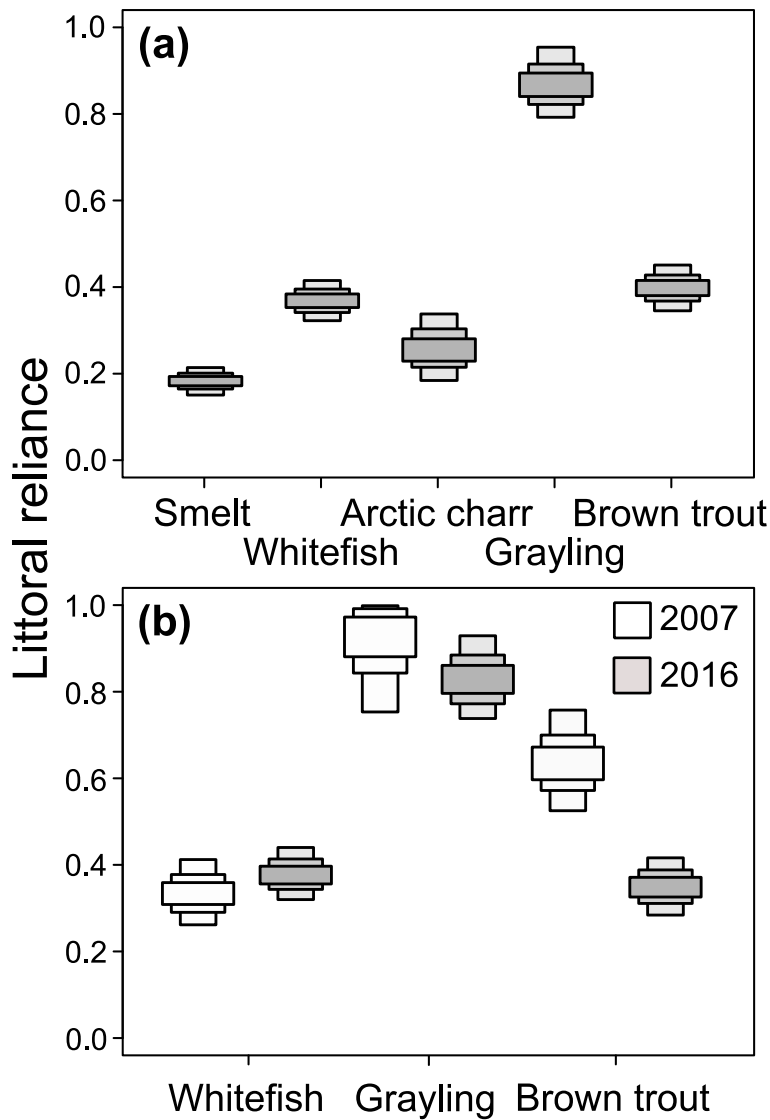 Littoral reliance
(a)
1.0
0.8
0.6
0.4
0.2
0.0
Smelt Arctic charr Brown trout
Whitefish Grayling
(b)
2007
2016
1.0
0.8
0.6
0.4
0.2
0.0
Whitefish Grayling Brown trout